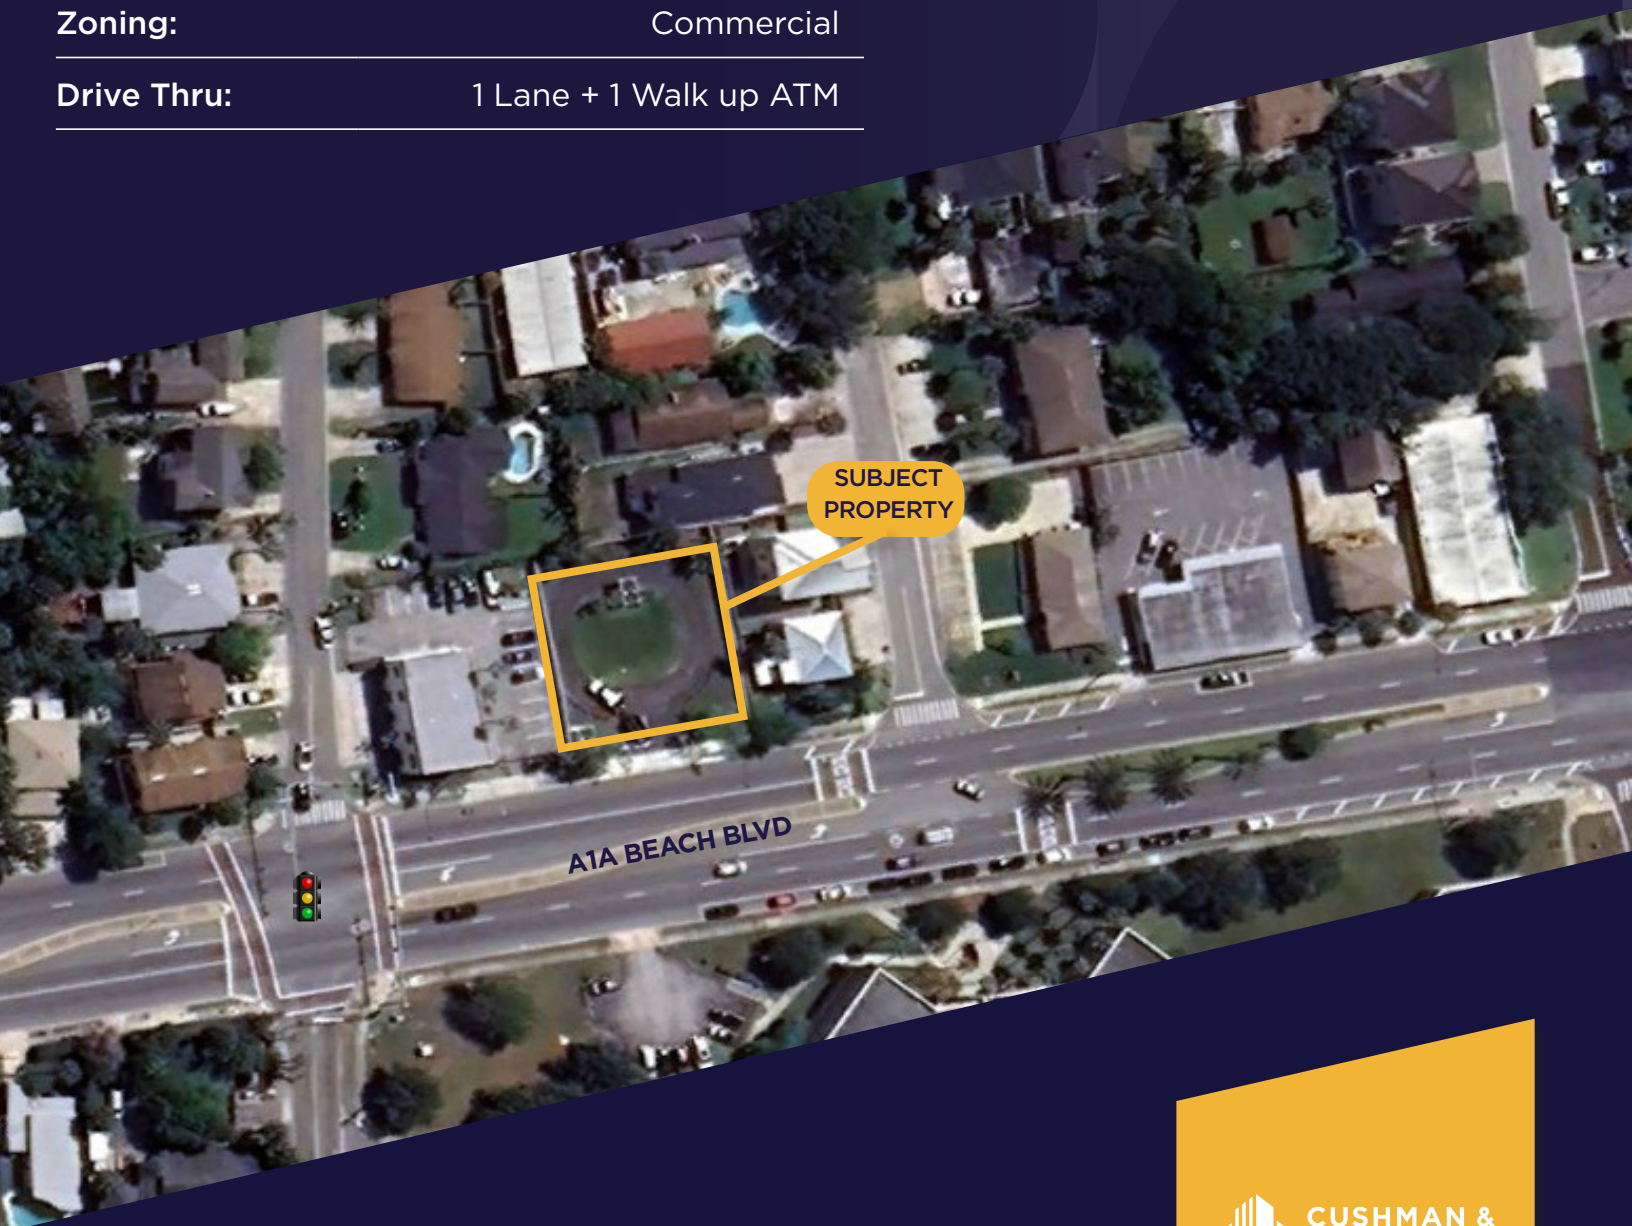 Zoning: Commercial
Drive Thru: 1 Lane + 1 Walk up ATM
SUBJECT
PROPERTY
A1A BEACH BLVD
CUSHMAN &